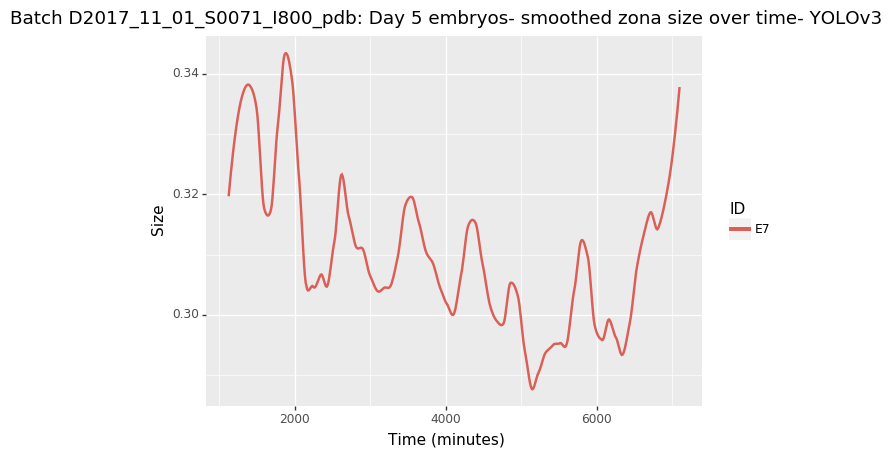 Batch D2017_11_01_S0071_I800_pdb: Day 5 embryos- smoothed zona size over time- YOLOv3
0.34
0.32
0.30
Size
2000
4000
6000
Time (minutes)
ID
E7